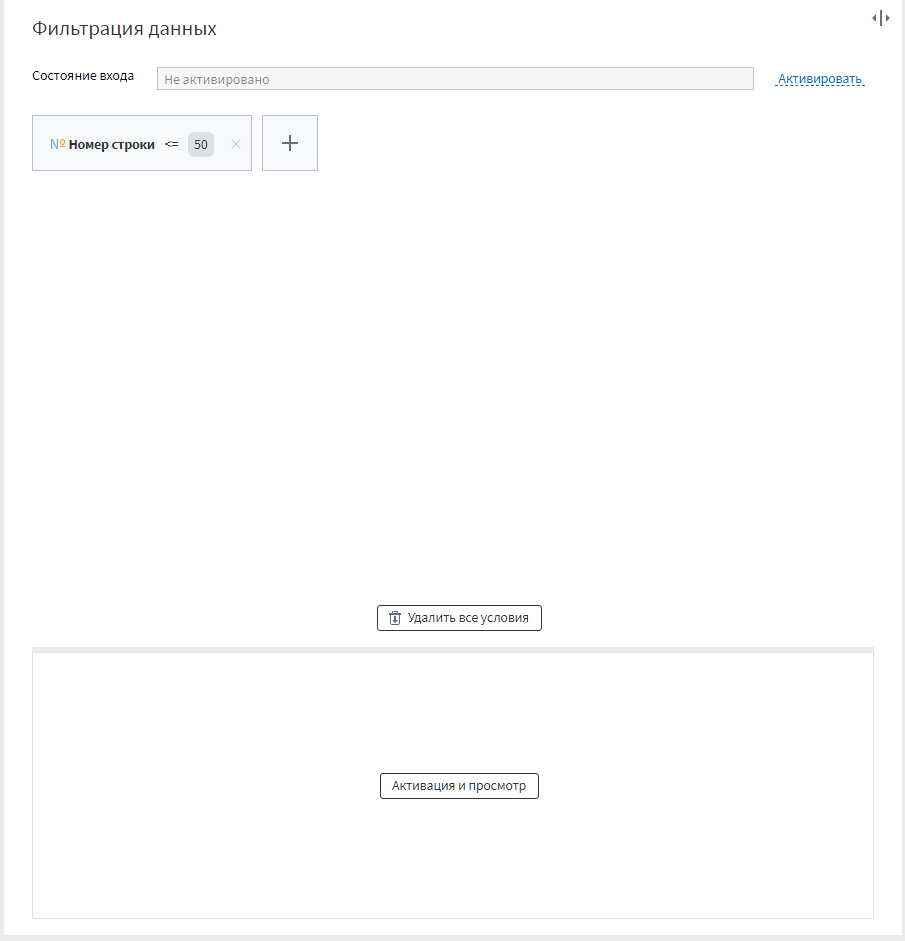 Фильтрация данных
Состояние входа Не активировано Активировать
№ Номер строки <= 50
Удалить все условия
Активация и просмотр